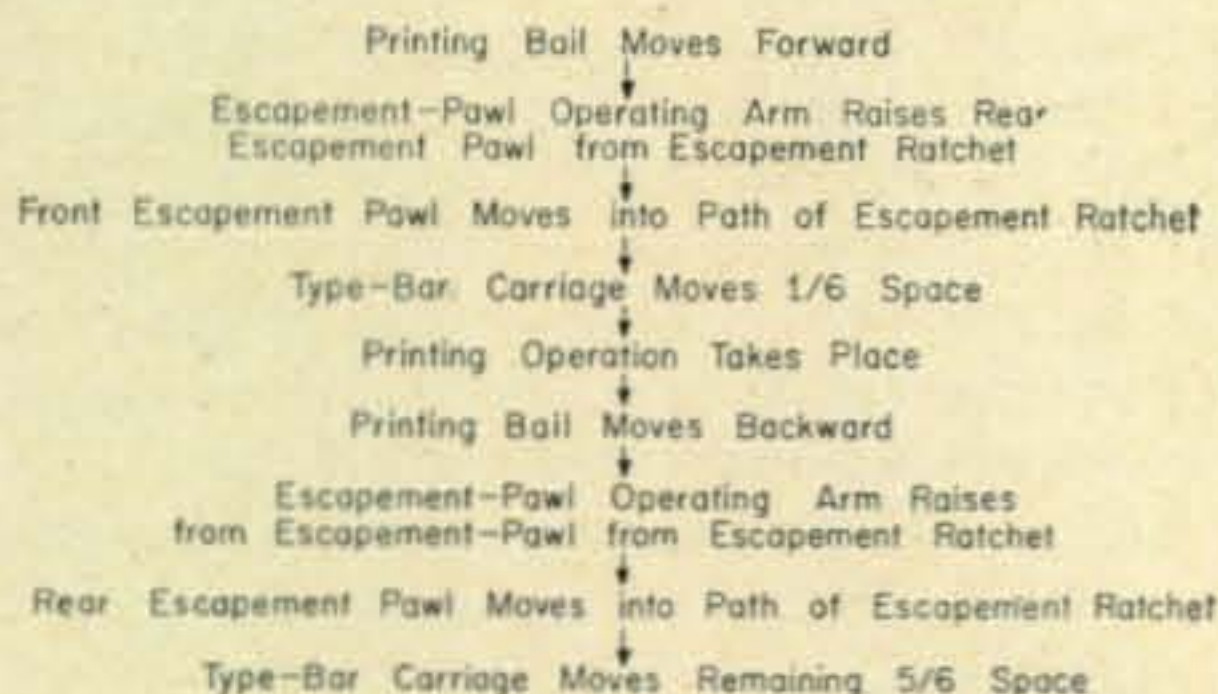 Printing Bail Moves Forward
Escapement-Pawl Operating Arm Raises Rear
Escapement Pawl from Escapement Ratchet
Front Escapement Pawl Moves into Path of Escapement Ratchet
Type-Bar Carriage Moves 1/6 Space
Printing Operation Takes Place
Printing Bail Moves Backward
Escapement-Pawl Operating Arm Raises
from Escapement-Pawl from Escapement Ratchet
Rear Escapement Pawl Moves into Path of Escapement Ratchet
Type-Bar Carriage Moves Remaining 5/6 Space